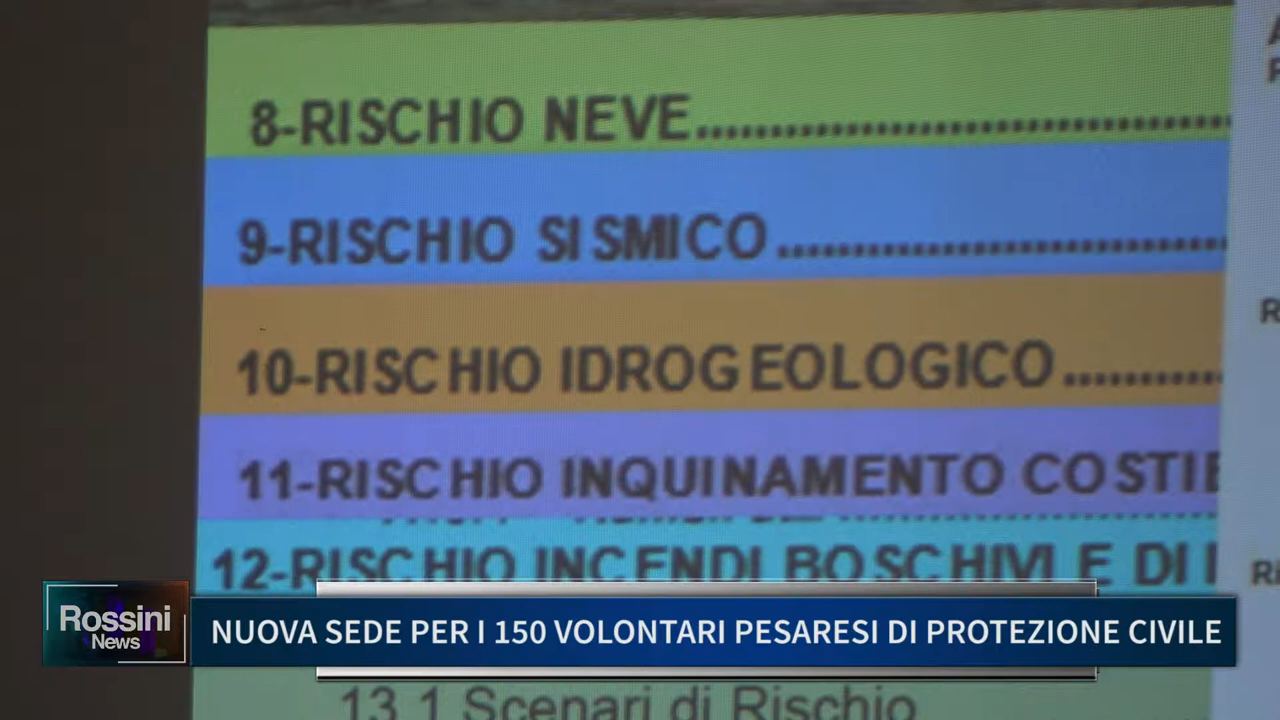 8-RISCHIO NEVE
9-RISCHIO SISMICO
10-RISCHIO IDROGEOLOGICO
11-RISCHIO INQUINAMENTO
12-RISCHIO INCENDI BOSCHIVI E DI
Rossini
News
NUOVA SEDE PER I 150 VOLONTARI PESARESI DI PROTEZIONE CIVILE
13.1 Scenari di Rischio